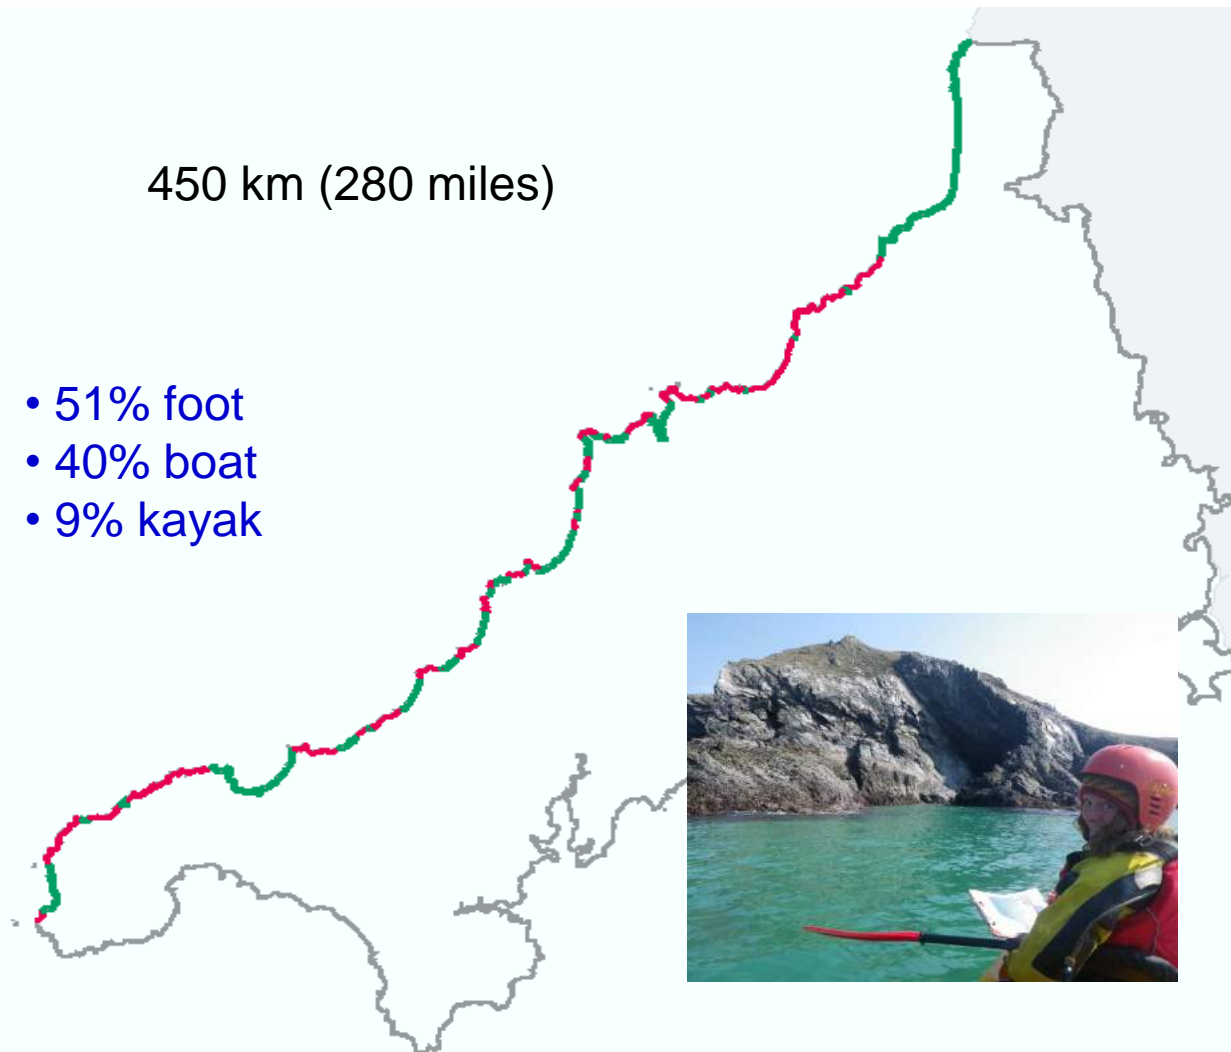 450 km (280 miles)
• 51% foot
• 40% boat
• 9% kayak